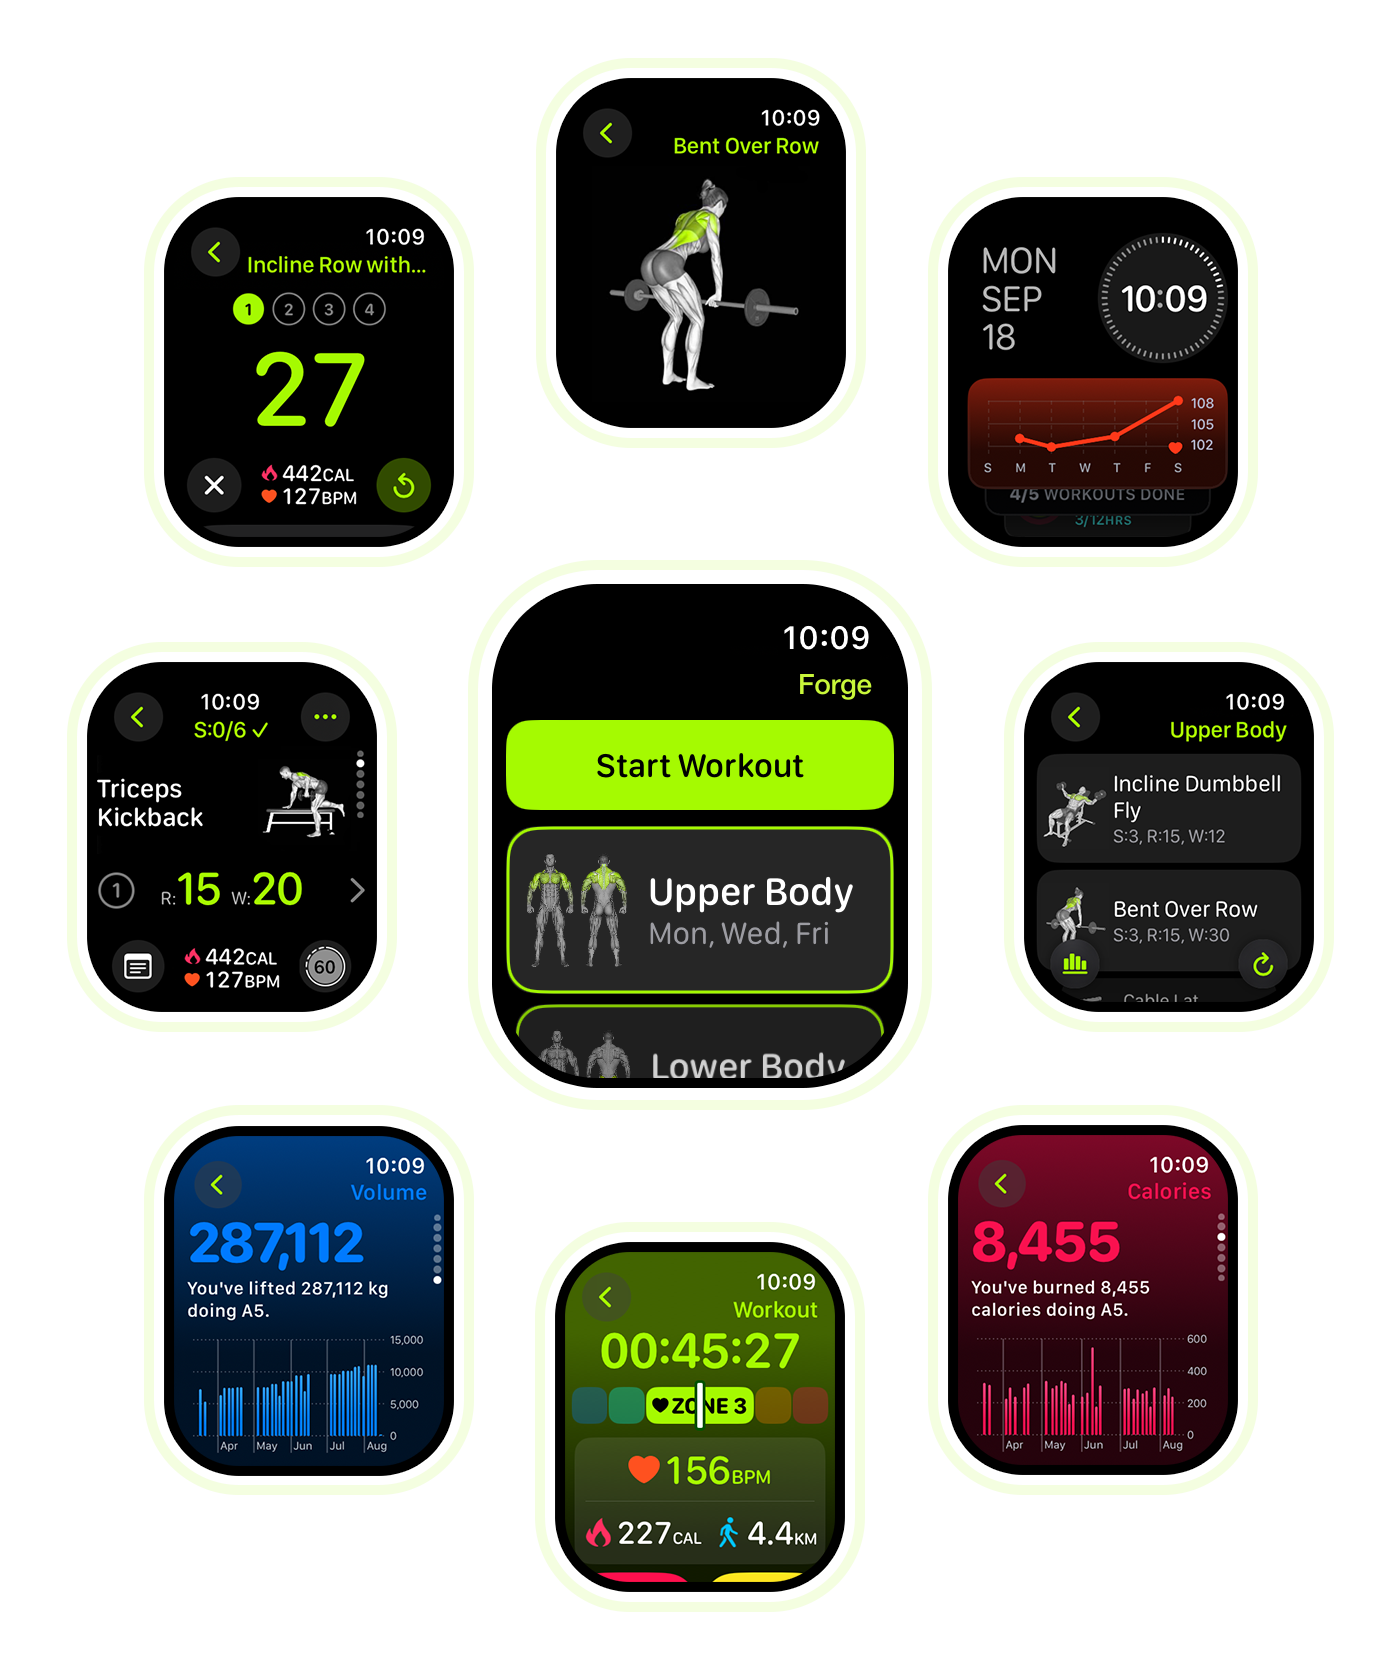 10:09
Bent Over Row
10:09
Incline Row with...
1 2 3 4
27
442CAL
127BPM
MON
SEP
18
10:09
108
105
102
S M T W T F S
4/5 WORKOUTS DONE
3/12HRS
10:09
Forge
Start Workout
Upper Body
Mon, Wed, Fri
Lower Body
10:09
S:0/6
Triceps
Kickback
1 R:15 W:20
442CAL
127BPM
60
10:09
Upper Body
Incline Dumbbell
Fly
S:3, R:15, W:12
Bent Over Row
S:3, R:15, W:30
Cable Lat
10:09
Volume
287,112
You've lifted 287,112 kg
doing A5.
15,000
10,000
5,000
0
Apr May Jun Jul Aug
10:09
Workout
00:45:27
ZONE 3
156BPM
227CAL 4.4KM
10:09
Calories
8,455
You've burned 8,455
calories doing A5.
600
400
200
0
Apr May Jun Jul Aug